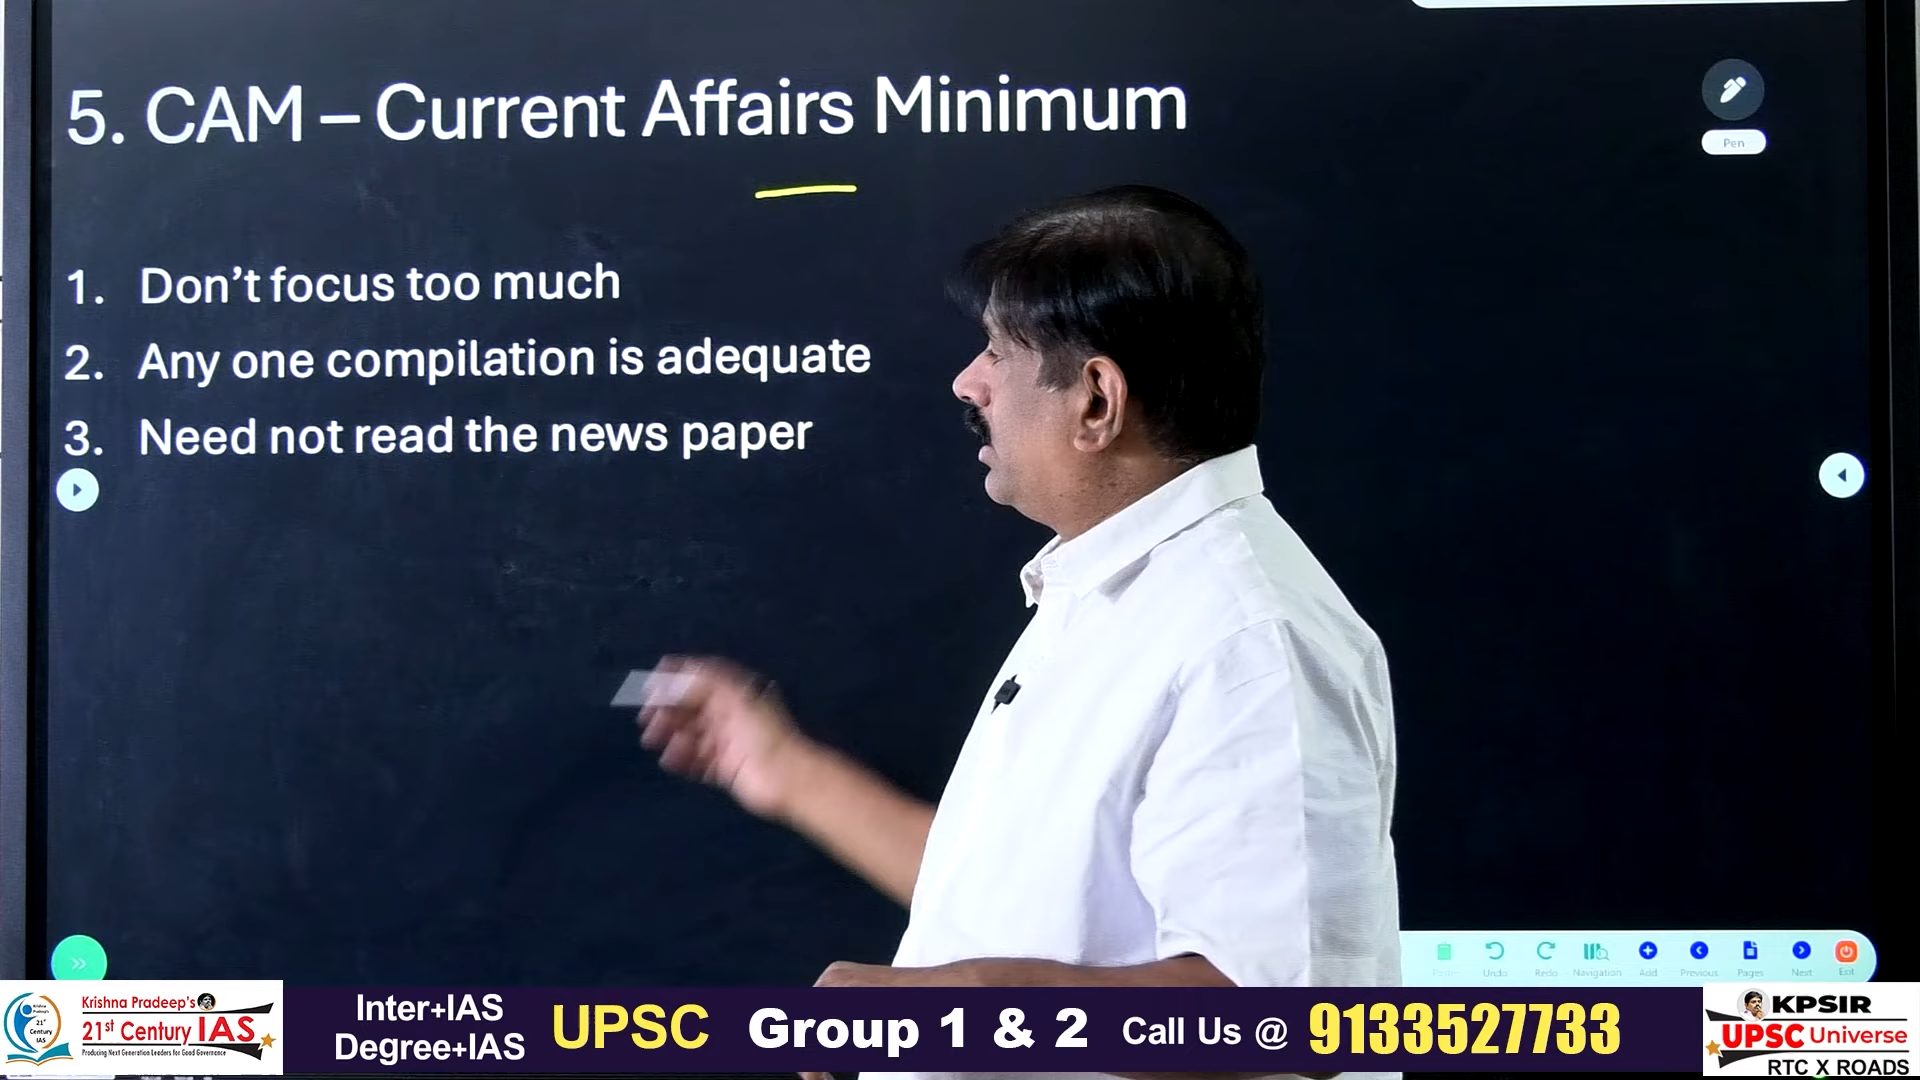 5. CAM – Current Affairs Minimum
Pen
1. Don't focus too much
2. Any one compilation is adequate
3. Need not read the news paper
Undo
Redo
Navigation
Add
Previous
Pages
Next
Exit
Krishna Pradeep's
21st Century IAS
Producing Next Generation Leaders for Good Governance
21st
Century
IAS
Inter+IAS
Degree+IAS
UPSC
Group 1 & 2
Call Us @
9133527733
KPSIR
UPSC Universe
RTC X ROADS